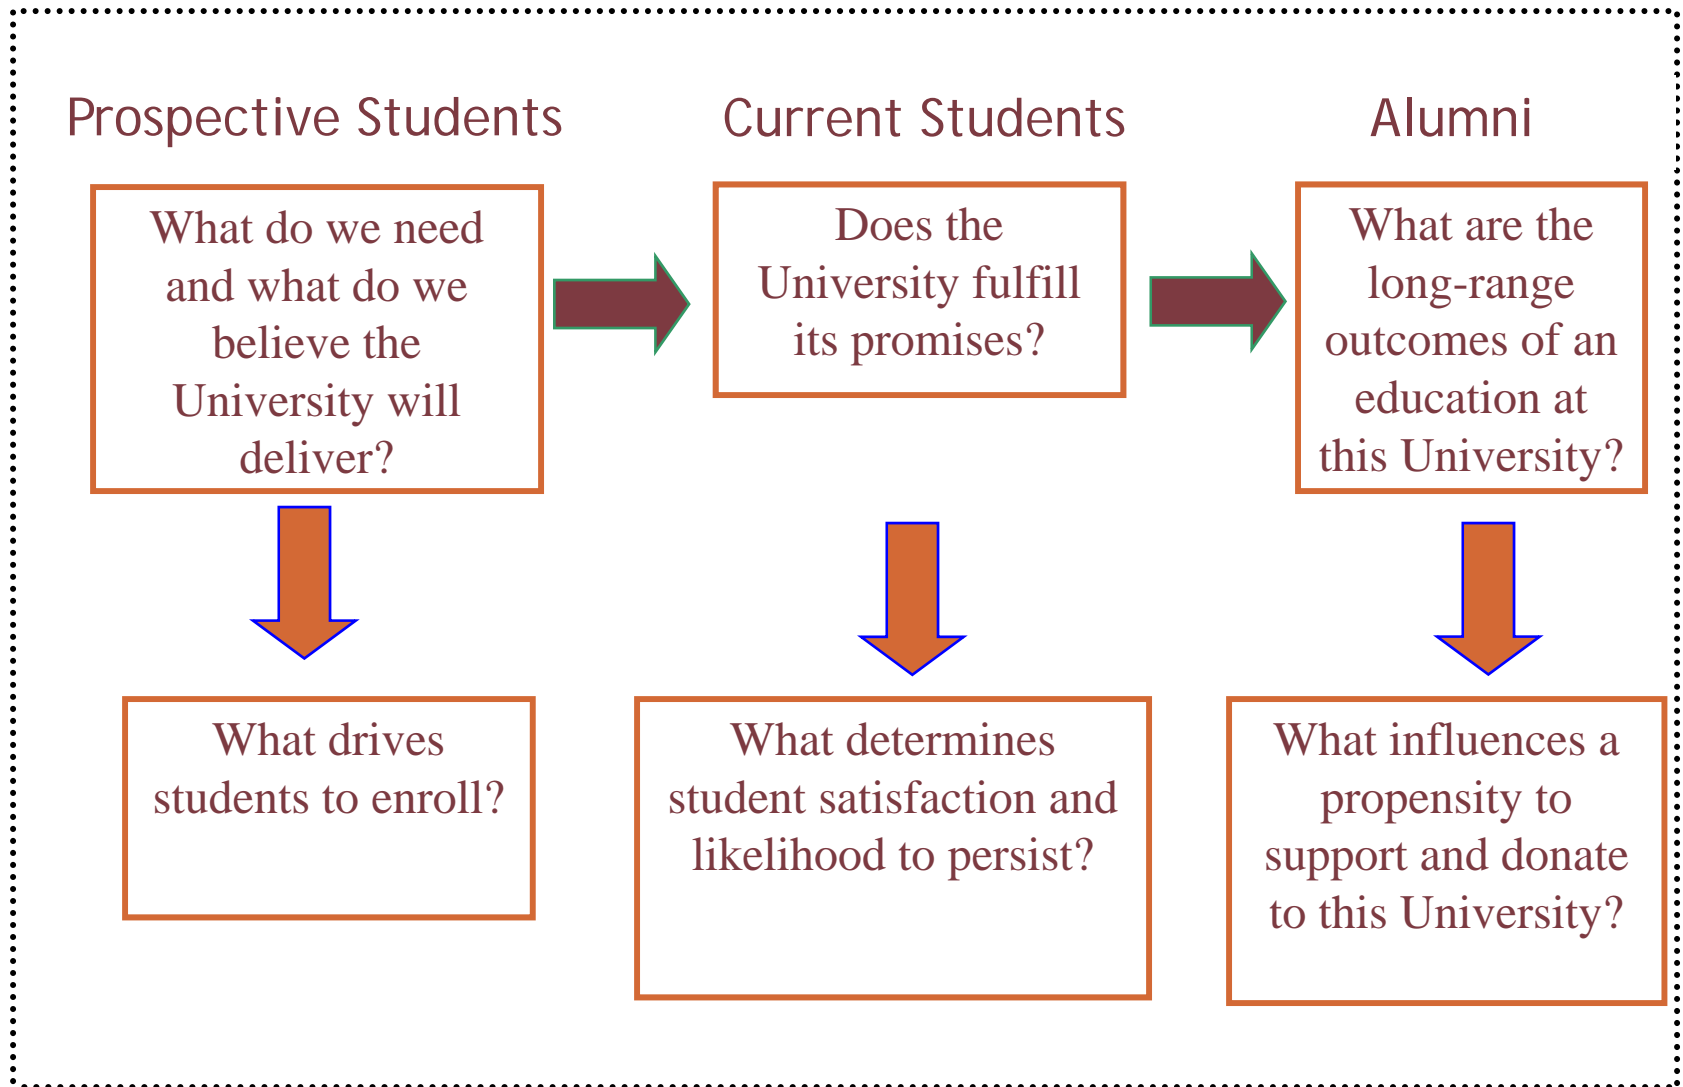 Prospective Students
What do we need
and what do we
believe the
University will
deliver?
What drives
students to enroll?
Current Students
Does the
University fulfill
its promises?
What determines
student satisfaction and
likelihood to persist?
Alumni
What are the
long-range
outcomes of an
education at
this University?
What influences a
propensity to
support and donate
to this University?